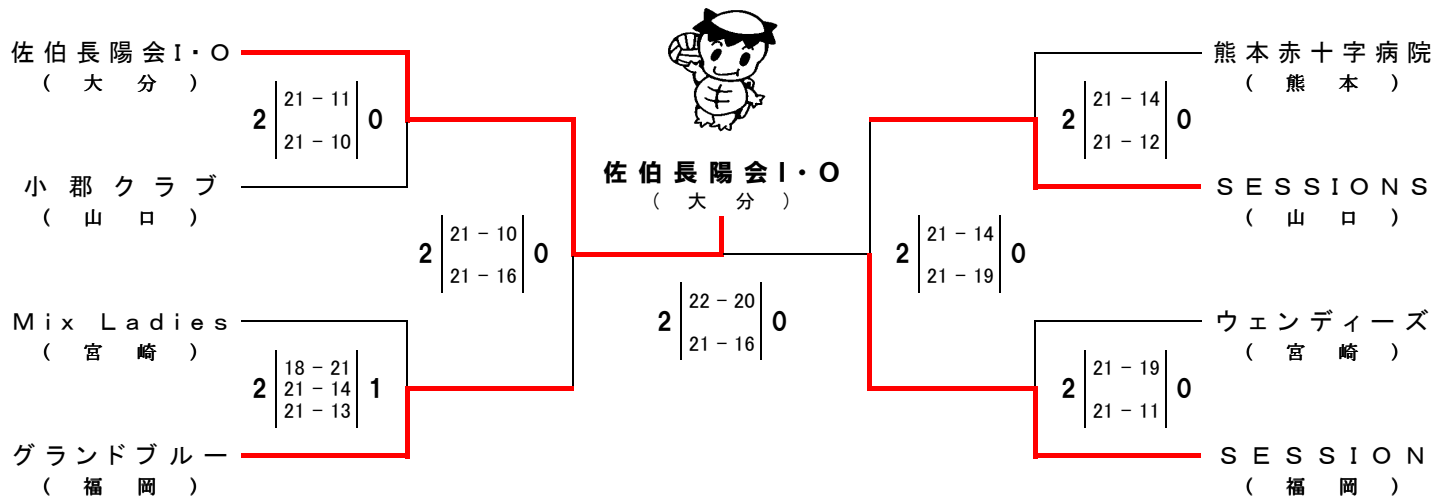 佐伯長陽会I・O
（大分）
2 21 − 11 0
21 − 10
小郡クラブ
（山口）
2 21 − 10 0
21 − 16
Mix Ladies
（宮崎）
2 18 − 21 1
21 − 14
21 − 13
グランドブルー
（福岡）
佐伯長陽会I・O
（大分）
2 22 − 20 0
21 − 16
熊本赤十字病院
（熊本）
2 21 − 14 0
21 − 12
SESSIONS
（山口）
2 21 − 14 0
21 − 19
ウェンディーズ
（宮崎）
2 21 − 19 0
21 − 11
SESSION
（福岡）